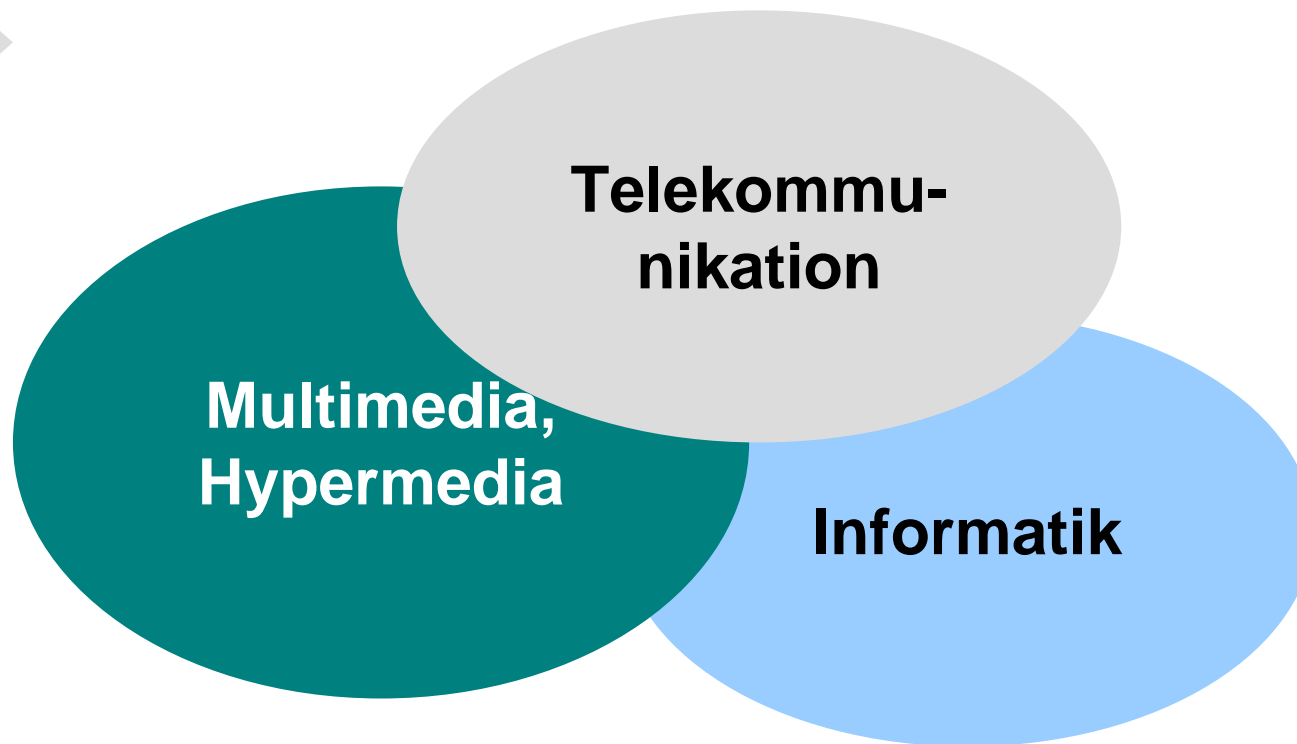 Telekommu-
nikation
Multimedia,
Hypermedia
Informatik